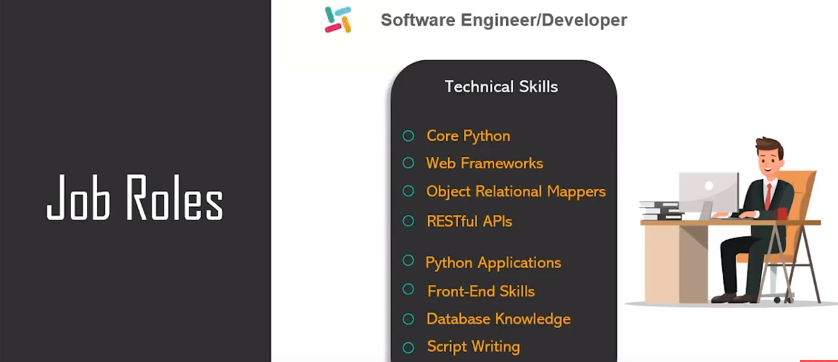 Software Engineer/Developer
Job Roles
Technical Skills
Core Python
Web Frameworks
Object Relational Mappers
RESTful APIs
Python Applications
Front-End Skills
Database Knowledge
Script Writing